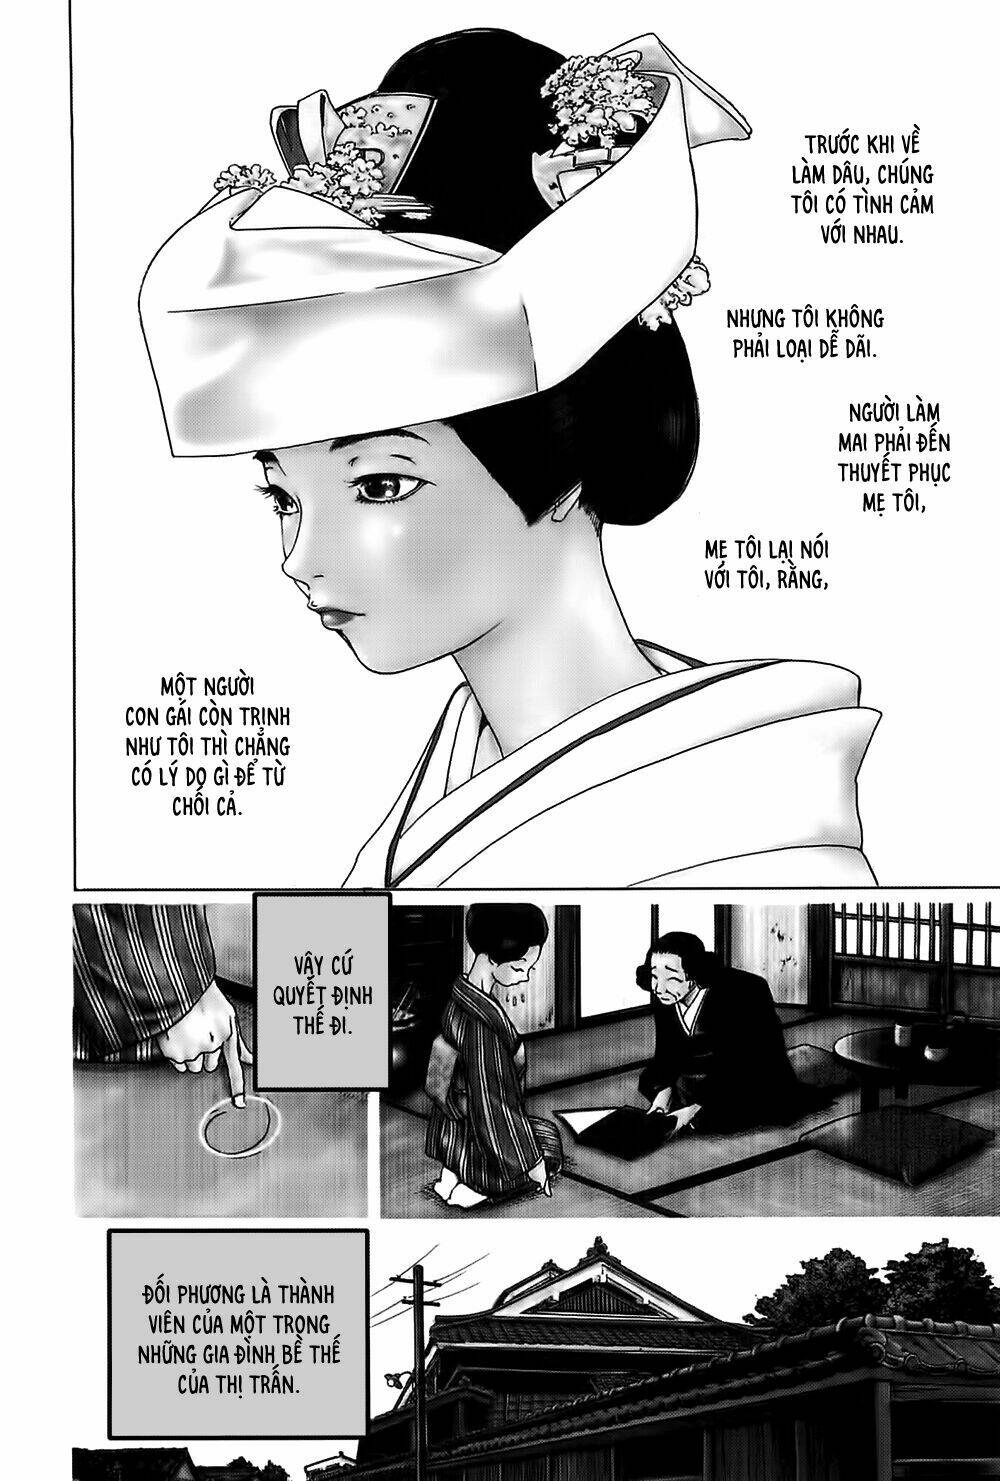 TRƯỚC KHI VỀ
LÀM DÂU, CHÚNG
TÔI CÓ TÌNH CẢM
VỚI NHAU.
NHƯNG TÔI KHÔNG
PHẢI LOẠI DỄ DÃI.
NGƯỜI LÀM
MAI PHẢI ĐẾN
THUYẾT PHỤC
MẸ TÔI,
MẸ TÔI LẠI NÓI
VỚI TÔI, RẰNG,
MỘT NGƯỜI
CON GÁI CÒN TRINH
NHƯ TÔI THÌ CHẲNG
CÓ LÝ DO GÌ ĐỂ TỪ
CHỐI CẢ.
VẬY CỨ
QUYẾT ĐỊNH
THẾ ĐI.
ĐỐI PHƯƠNG LÀ THÀNH
VIÊN CỦA MỘT TRONG
NHỮNG GIA ĐÌNH BỀ THẾ
CỦA THỊ TRẤN.